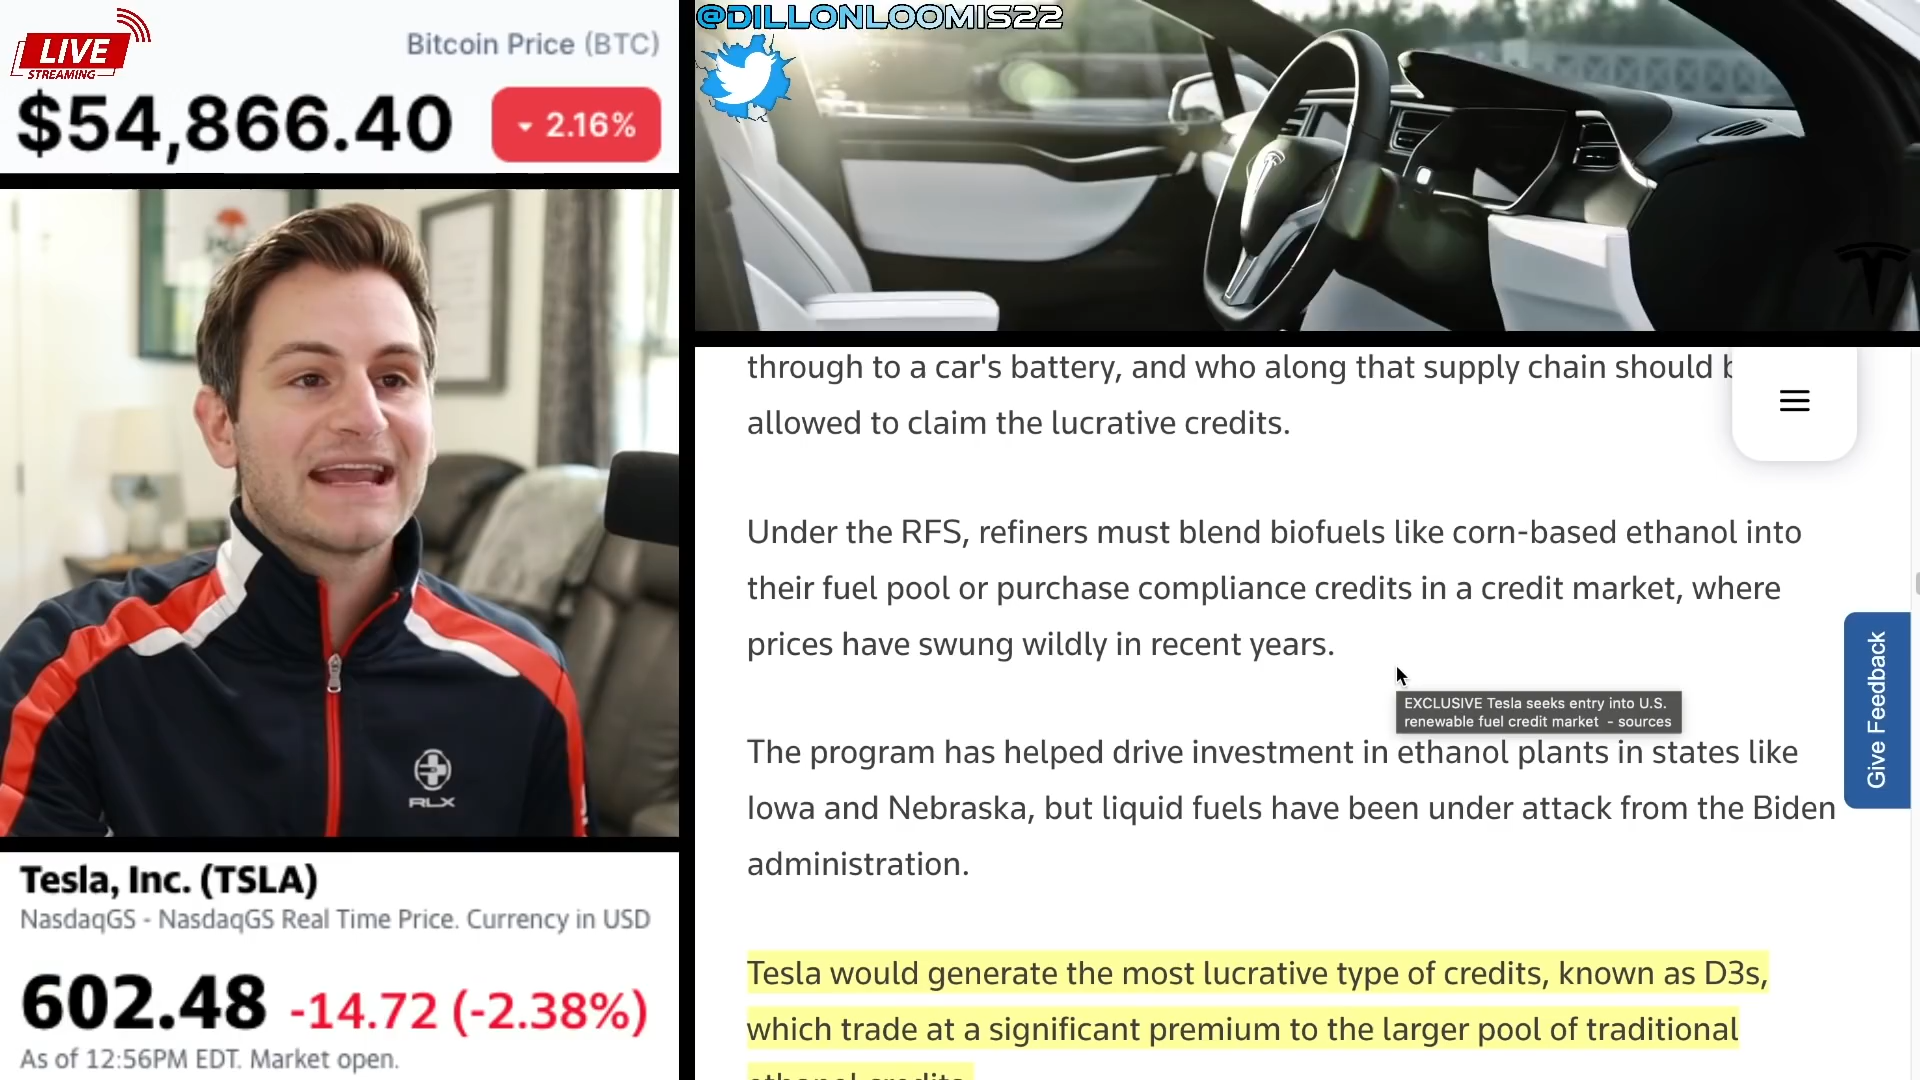 LIVE
STREAMING
Bitcoin Price (BTC)
$54,866.40
2.16%
@DILLONLOOMIS22
RLX
Tesla, Inc. (TSLA)
NasdaqGS - NasdaqGS Real Time Price. Currency in USD
602.48 -14.72 (-2.38%)
As of 12:56PM EDT. Market open.
through to a car's battery, and who along that supply chain should
allowed to claim the lucrative credits.
Under the RFS, refiners must blend biofuels like corn-based ethanol into
their fuel pool or purchase compliance credits in a credit market, where
prices have swung wildly in recent years.
EXCLUSIVE Tesla seeks entry into U.S.
renewable fuel credit market - sources
The program has helped drive investment in ethanol plants in states like
Iowa and Nebraska, but liquid fuels have been under attack from the Biden
administration.
Tesla would generate the most lucrative type of credits, known as D3s,
which trade at a significant premium to the larger pool of traditional
ethanol credits.
Give Feedback